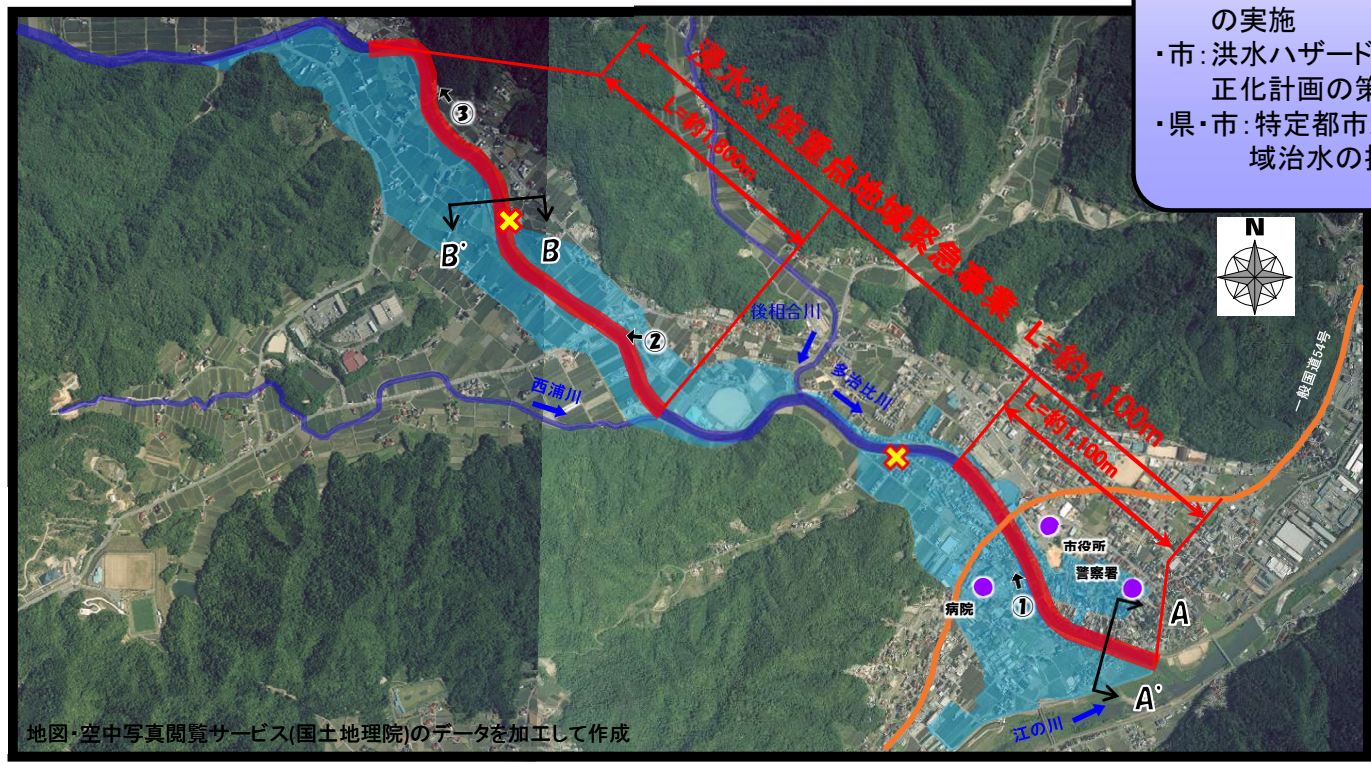 の実施
・市：洪水ハザード
正化計画の策
・県・市：特定都市
域治水の推
N
浸水対策重点地域緊急事業 L=約4,100m
L=約1,800m
L=約1,100m
③
B'
B
②
後相合川
西浦川
多治比川
一般国道54号
市役所
警察署
病院
①
A
A'
江の川
地図・空中写真閲覧サービス(国土地理院)のデータを加工して作成